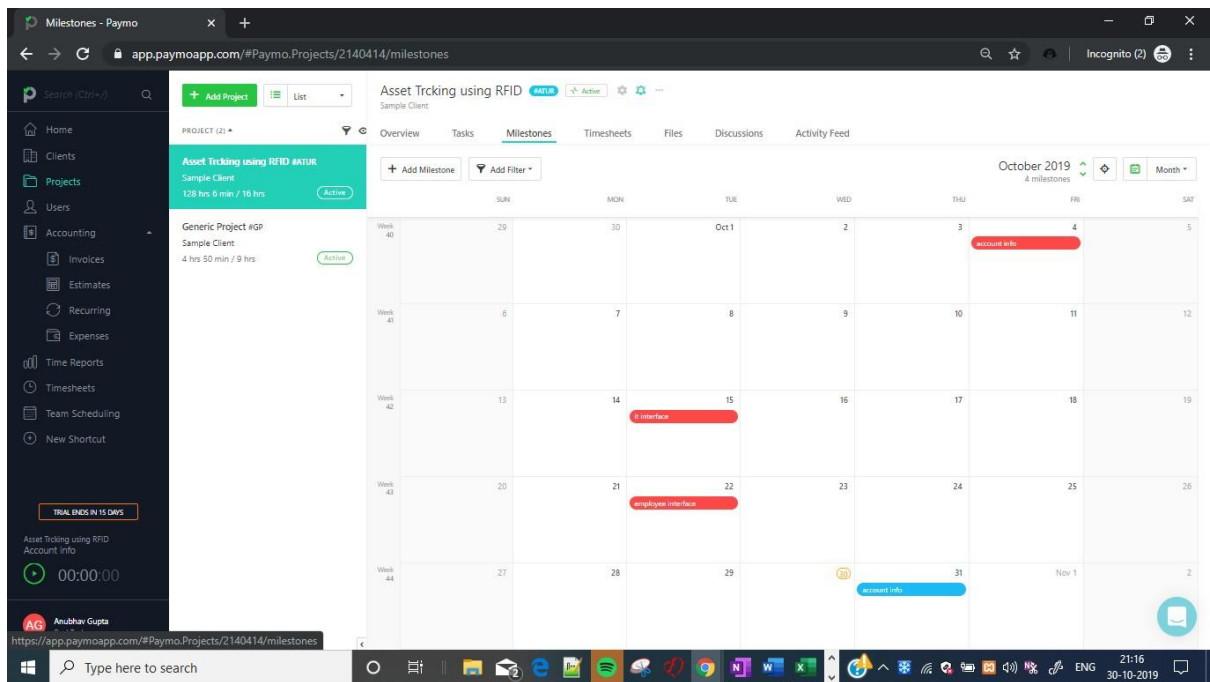 Milestones - Paymo
app.paymoapp.com/#Paymo.Projects/2140414/milestones
Incognito (2)
Search (Ctrl+/)
Home
Clients
Projects
Users
Accounting
Invoices
Estimates
Recurring
Expenses
Time Reports
Timesheets
Team Scheduling
New Shortcut
TRIAL ENDS IN 15 DAYS
Asset Trcking using RFID
Account info
00:00:00
AG Anubhav Gupta
https://app.paymoapp.com/#Paymo.Projects/2140414/milestones
+ Add Project List
PROJECT (2)
Asset Trcking using RFID #ATUR
Sample Client
128 hrs 6 min / 16 hrs Active
Generic Project #GP
Sample Client
4 hrs 50 min / 9 hrs Active
Asset Trcking using RFID #ATUR Active
Sample Client
Overview Tasks Milestones Timesheets Files Discussions Activity Feed
+ Add Milestone Add Filter October 2019 Month
4 milestones
SUN MON TUE WED THU FRI SAT
Week 29 30 Oct 1 2 3 4 5
40
account info
Week 6 7 8 9 10 11 12
41
Week 13 14 15 16 17 18 19
42
it interface
Week 20 21 22 23 24 25 26
43
employee interface
Week 27 28 29 30 31 Nov 1 2
44
account info
Type here to search
ENG 21:16
30-10-2019